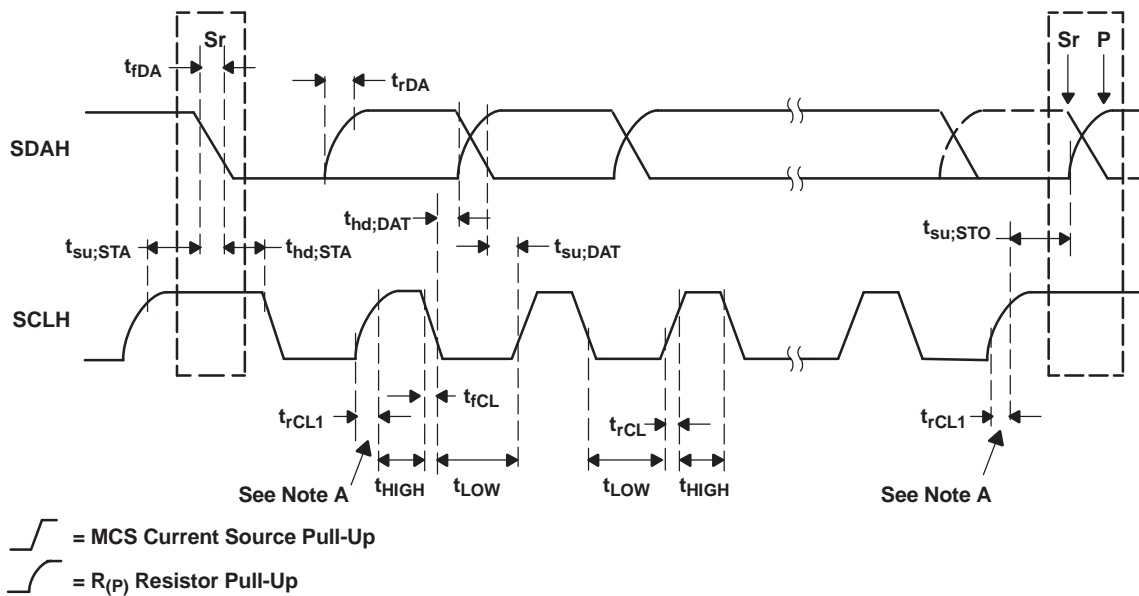 Sr
Sr P
tfDA
trDA
SDAH
thd;DAT
tsu;STA
thd;STA
tsu;DAT
tsu;STO
SCLH
tfCL
trCL1
trCL
trCL1
See Note A
tHIGH
tLOW
tLOW
tHIGH
See Note A
= MCS Current Source Pull-Up
= R(P) Resistor Pull-Up